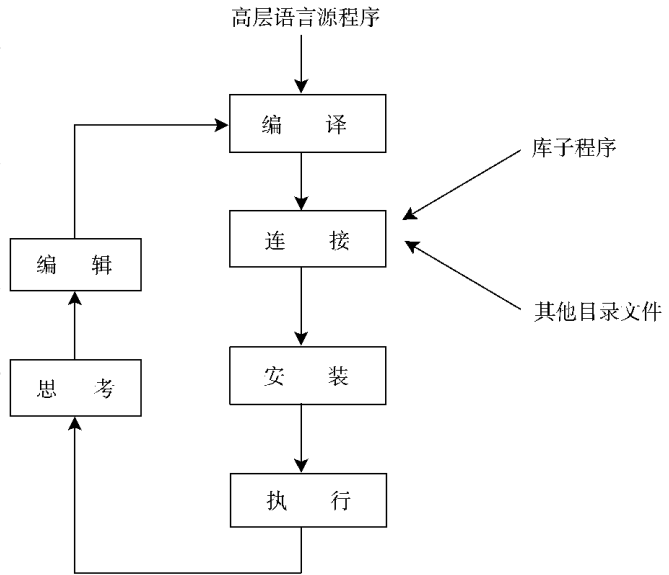 高层语言源程序
编 译
库子程序
连 接
编 辑
其他目录文件
安 装
思 考
执 行